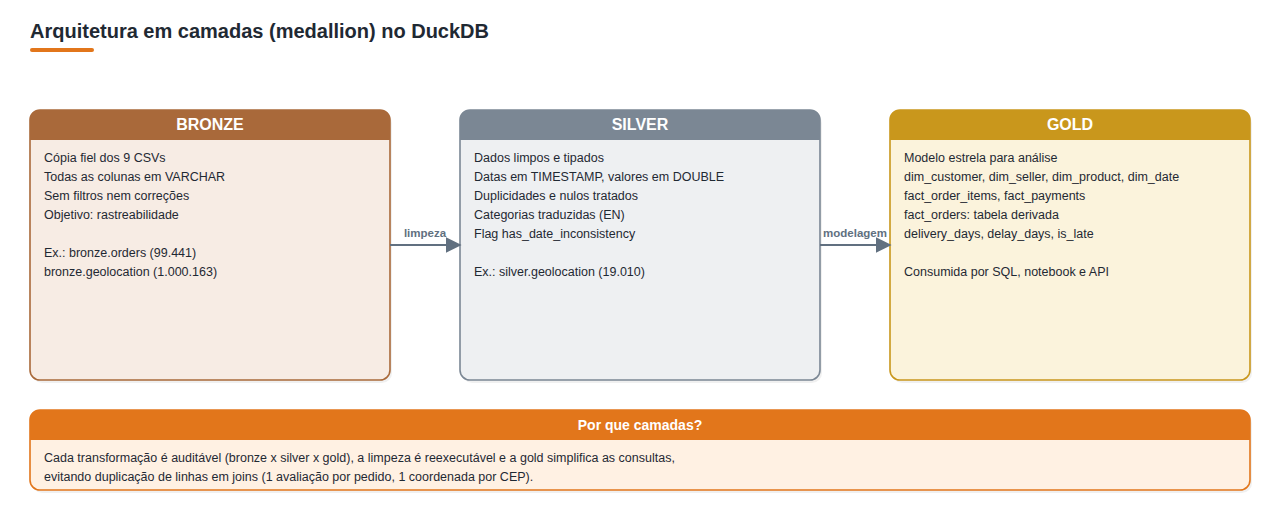 Arquitetura em camadas (medallion) no DuckDB
BRONZE
Cópia fiel dos 9 CSVs
Todas as colunas em VARCHAR
Sem filtros nem correções
Objetivo: rastreabilidade
Ex.: bronze.orders (99.441)
bronze.geolocation (1.000.163)
limpeza
SILVER
Dados limpos e tipados
Datas em TIMESTAMP, valores em DOUBLE
Duplicidades e nulos tratados
Categorias traduzidas (EN)
Flag has_date_inconsistency
Ex.: silver.geolocation (19.010)
modelagem
GOLD
Modelo estrela para análise
dim_customer, dim_seller, dim_product, dim_date
fact_order_items, fact_payments
fact_orders: tabela derivada
delivery_days, delay_days, is_late
Consumida por SQL, notebook e API
Por que camadas?
Cada transformação é auditável (bronze x silver x gold), a limpeza é reexecutável e a gold simplifica as consultas,
evitando duplicação de linhas em joins (1 avaliação por pedido, 1 coordenada por CEP).